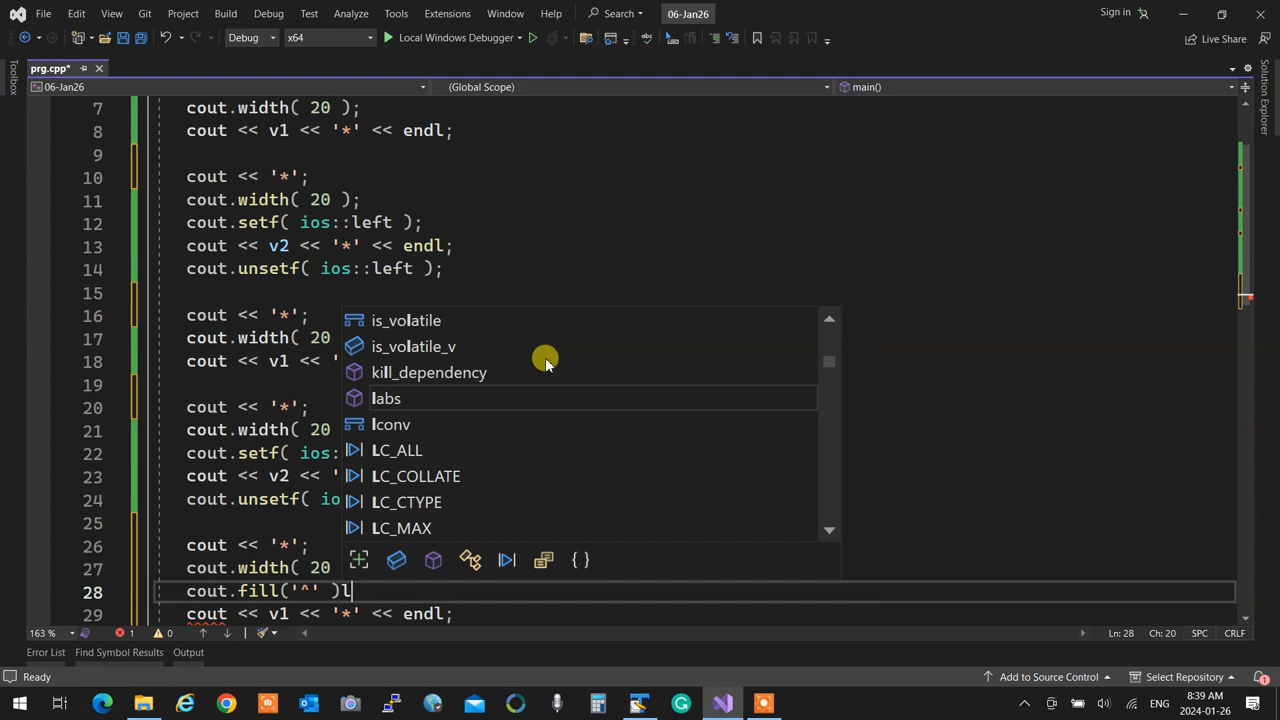 File Edit View Git Project Build Debug Test Analyze Tools Extensions Window Help Search 06-Jan26 Sign in
Debug x64 Local Windows Debugger Live Share
prg.cpp*
06-Jan26 (Global Scope) main()
Toolbox
Solution Explorer
7 cout.width( 20 );
8 cout << v1 << '*' << endl;
9
10 cout << '*';
11 cout.width( 20 );
12 cout.setf( ios::left );
13 cout << v2 << '*' << endl;
14 cout.unsetf( ios::left );
15
16 cout << '*';
17 cout.width( 20
18 cout << v1 << '
19
20 cout << '*';
21 cout.width( 20
22 cout.setf( ios:
23 cout << v2 << '
24 cout.unsetf( io
25
26 cout << '*';
27 cout.width( 20
28 cout.fill('^' )l
29 cout << v1 << '*' << endl;
is_volatile
is_volatile_v
kill_dependency
labs
lconv
LC_ALL
LC_COLLATE
LC_CTYPE
LC_MAX
163 % 1 0 Ln: 28 Ch: 20 SPC CRLF
Error List Find Symbol Results Output
Ready Add to Source Control Select Repository 1
ENG 8:39 AM
2024-01-26